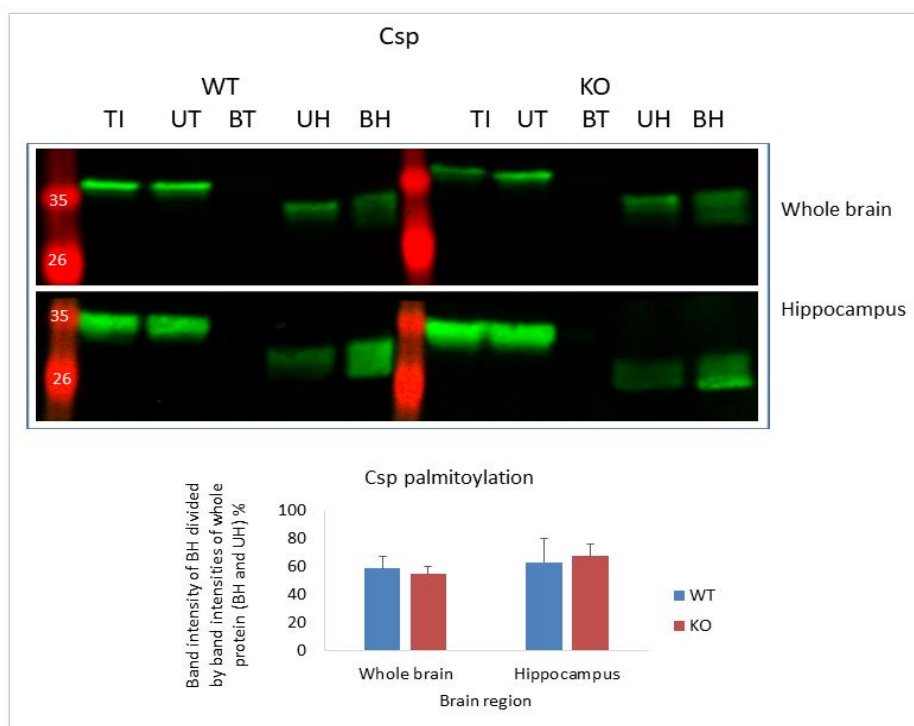 Csp
WT KO
TI UT BT UH BH TI UT BT UH BH
35
26
Whole brain
35
26
Hippocampus
Csp palmitoylation
Band intensity of BH divided
by band intensities of whole
protein (BH and UH) %
100
80
60
40
20
0
WT
KO
Whole brain Hippocampus
Brain region